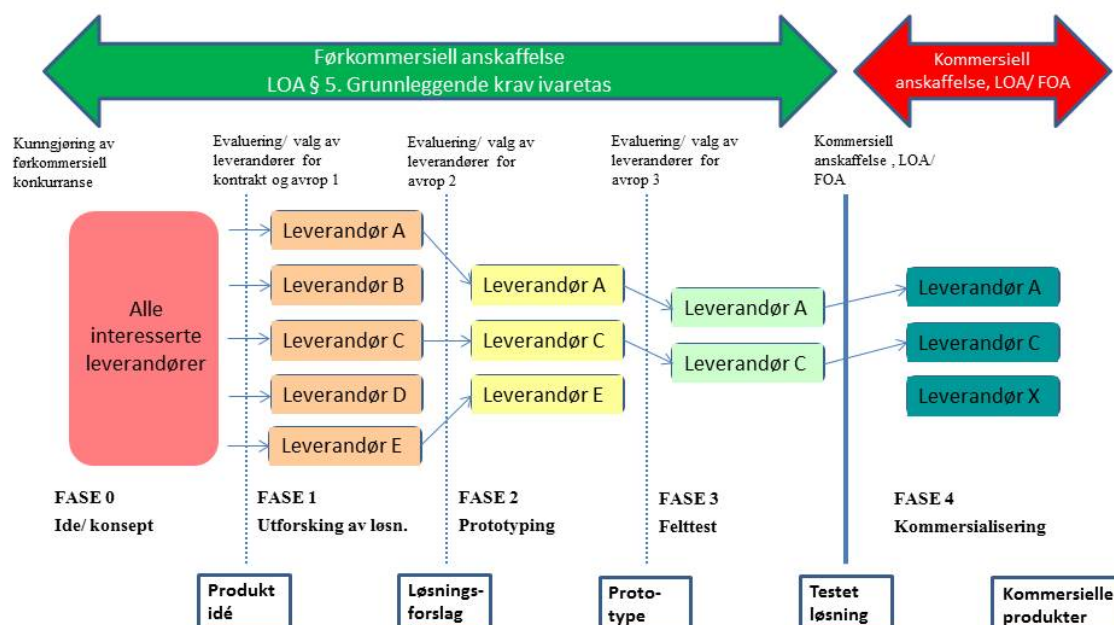 Førkommersiell anskaffelse
LOA § 5. Grunnleggende krav ivaretas
Kommersiell
anskaffelse, LOA/ FOA
Kunngjøring av
førkommersiell
konkurranse
Evaluering/ valg av
leverandører for
kontrakt og avrop 1
Evaluering/ valg av
leverandører for
avrop 2
Evaluering/ valg av
leverandører for
avrop 3
Kommersiell
anskaffelse , LOA/
FOA
Alle
interesserte
leverandører
Leverandør A
Leverandør B
Leverandør C
Leverandør D
Leverandør E
Leverandør A
Leverandør C
Leverandør E
Leverandør A
Leverandør C
Leverandør A
Leverandør C
Leverandør X
FASE 0
Ide/ konsept
FASE 1
Utforsking av løsn.
FASE 2
Prototyping
FASE 3
Felttest
FASE 4
Kommersialisering
Produkt
idé
Løsnings-
forslag
Proto-
type
Testet
løsning
Kommersielle
produkter